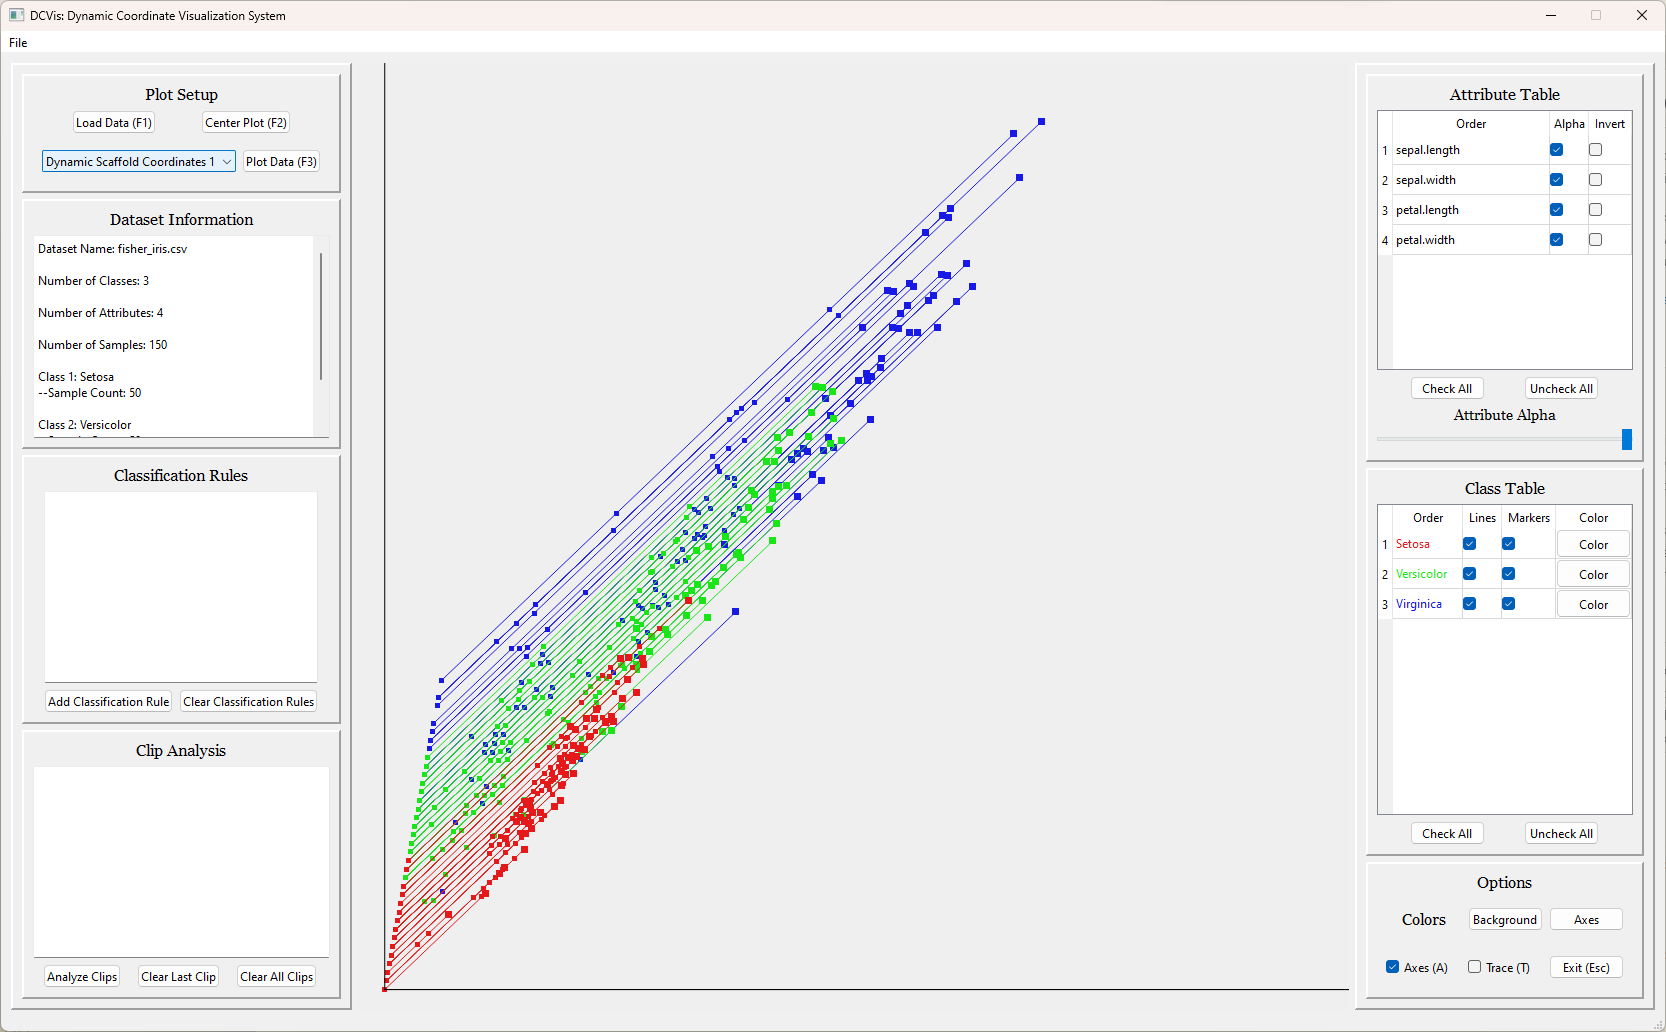 DCVis: Dynamic Coordinate Visualization System
File
Plot Setup
Load Data (F1)
Center Plot (F2)
Dynamic Scaffold Coordinates 1
Plot Data (F3)
Dataset Information
Dataset Name: fisher_iris.csv
Number of Classes: 3
Number of Attributes: 4
Number of Samples: 150
Class 1: Setosa
--Sample Count: 50
Class 2: Versicolor
Classification Rules
Add Classification Rule
Clear Classification Rules
Clip Analysis
Analyze Clips
Clear Last Clip
Clear All Clips
Attribute Table
Order Alpha Invert
1 sepal.length
2 sepal.width
3 petal.length
4 petal.width
Check All
Uncheck All
Attribute Alpha
Class Table
Order Lines Markers Color
1 Setosa Color
2 Versicolor Color
3 Virginica Color
Check All
Uncheck All
Options
Colors
Background
Axes
Axes (A)
Trace (T)
Exit (Esc)